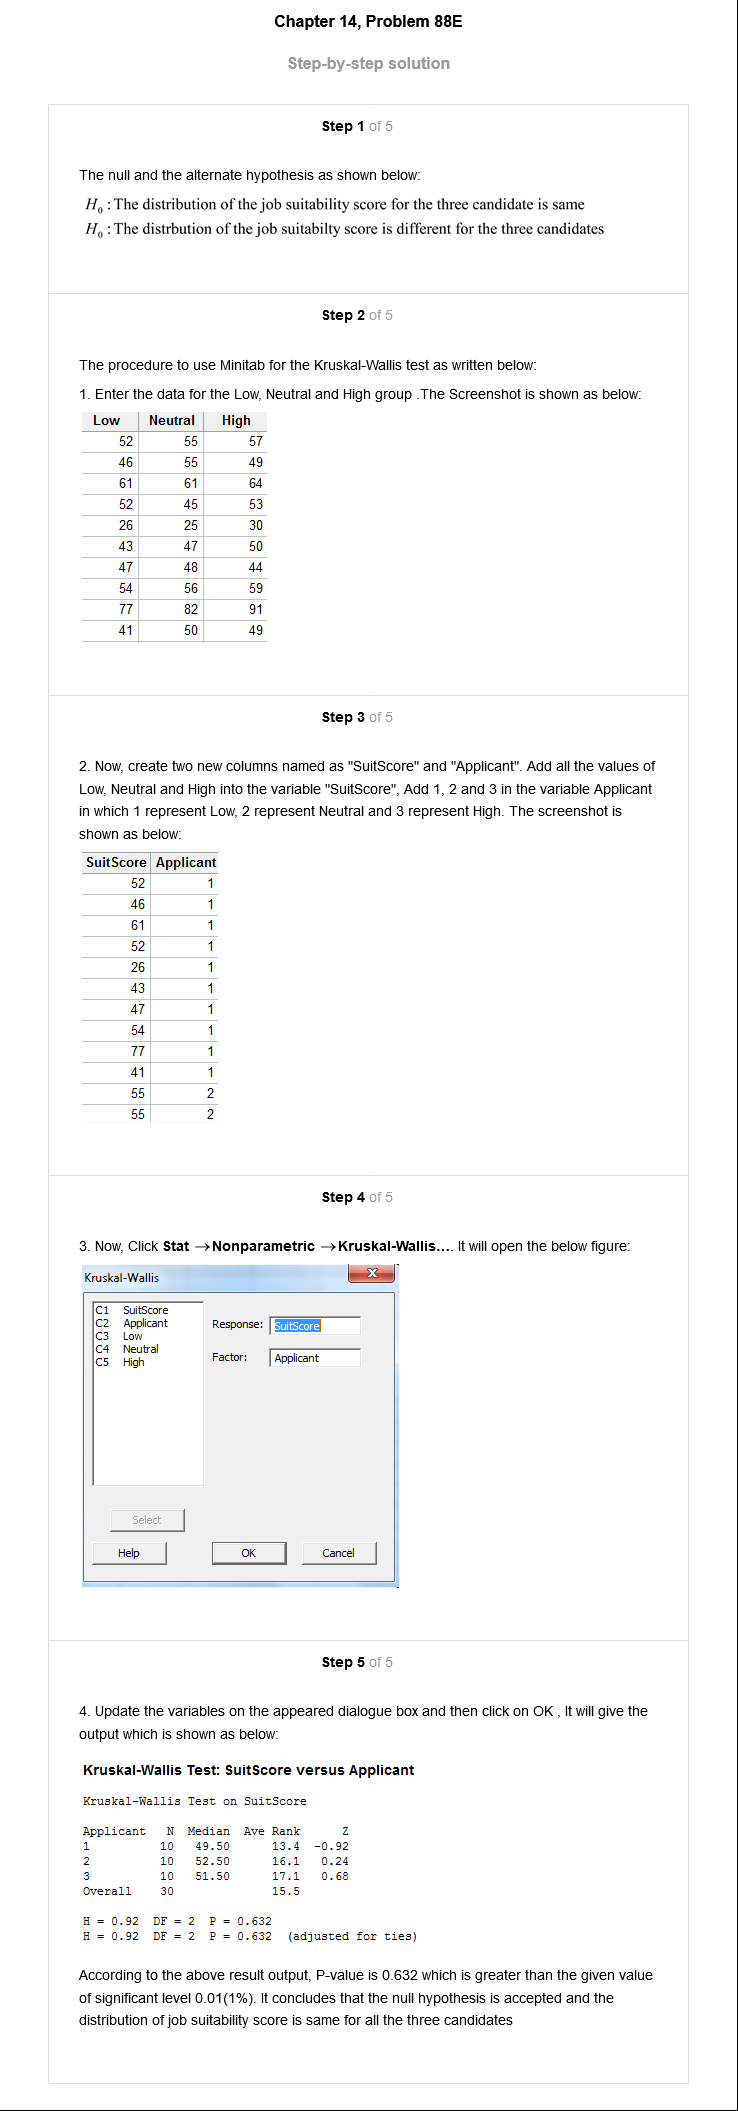 Chapter 14, Problem 88E
Step-by-step solution
Step 1 of 5
The null and the alternate hypothesis as shown below:
H₀ : The distribution of the job suitability score for the three candidate is same
H₀ : The distrbution of the job suitabilty score is different for the three candidates
Step 2 of 5
The procedure to use Minitab for the Kruskal-Wallis test as written below:
1. Enter the data for the Low, Neutral and High group .The Screenshot is shown as below:
Low Neutral High
52 55 57
46 55 49
61 61 64
52 45 53
26 25 30
43 47 50
47 48 44
54 56 59
77 82 91
41 50 49
Step 3 of 5
2. Now, create two new columns named as "SuitScore" and "Applicant". Add all the values of
Low, Neutral and High into the variable "SuitScore", Add 1, 2 and 3 in the variable Applicant
in which 1 represent Low, 2 represent Neutral and 3 represent High. The screenshot is
shown as below:
SuitScore Applicant
52 1
46 1
61 1
52 1
26 1
43 1
47 1
54 1
77 1
41 1
55 2
55 2
Step 4 of 5
3. Now, Click Stat →Nonparametric →Kruskal-Wallis.... It will open the below figure:
Kruskal-Wallis x
C1 SuitScore
C2 Applicant
C3 Low
C4 Neutral
C5 High
Response: SuitScore
Factor: Applicant
Select
Help OK Cancel
Step 5 of 5
4. Update the variables on the appeared dialogue box and then click on OK , It will give the
output which is shown as below:
Kruskal-Wallis Test: SuitScore versus Applicant
Kruskal-Wallis Test on SuitScore
Applicant N Median Ave Rank Z
1 10 49.50 13.4 -0.92
2 10 52.50 16.1 0.24
3 10 51.50 17.1 0.68
Overall 30 15.5
H = 0.92 DF = 2 P = 0.632
H = 0.92 DF = 2 P = 0.632 (adjusted for ties)
According to the above result output, P-value is 0.632 which is greater than the given value
of significant level 0.01(1%). It concludes that the null hypothesis is accepted and the
distribution of job suitability score is same for all the three candidates